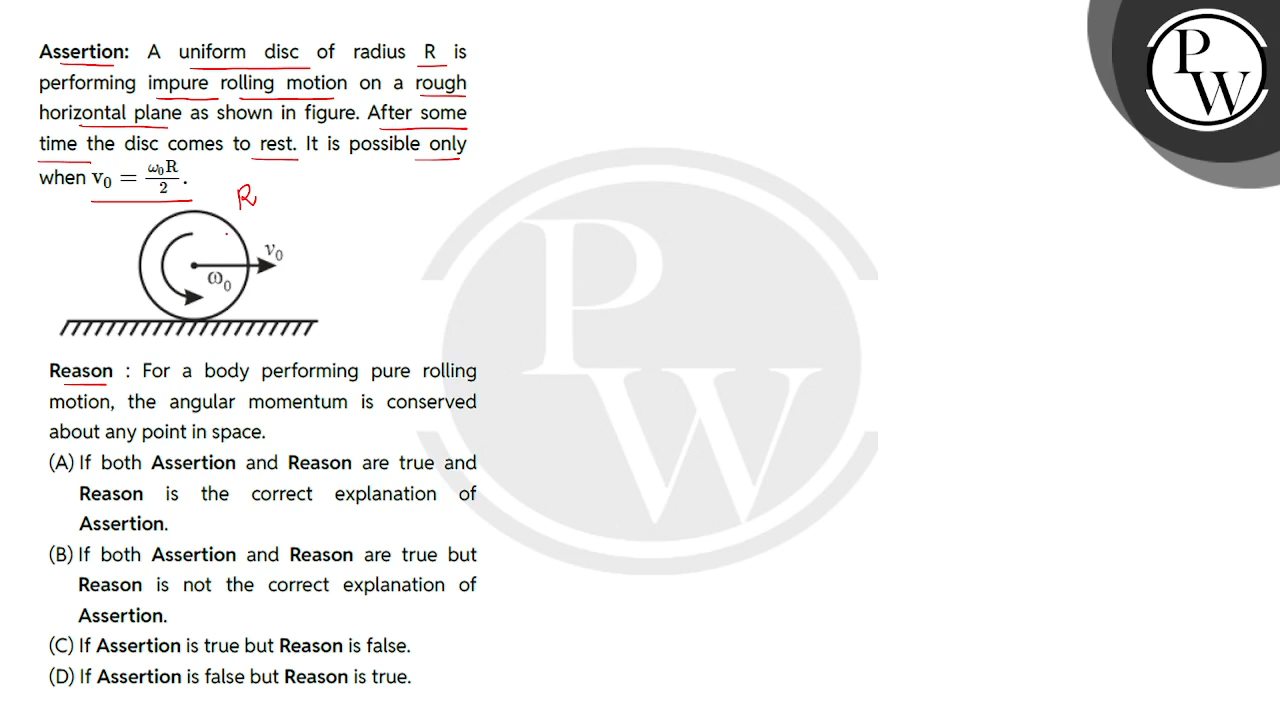 Assertion: A uniform disc of radius R is
performing impure rolling motion on a rough
horizontal plane as shown in figure. After some
time the disc comes to rest. It is possible only
when v₀ = ω₀R/2.
R
v₀
ω₀
Reason : For a body performing pure rolling
motion, the angular momentum is conserved
about any point in space.
(A) If both Assertion and Reason are true and
Reason is the correct explanation of
Assertion.
(B) If both Assertion and Reason are true but
Reason is not the correct explanation of
Assertion.
(C) If Assertion is true but Reason is false.
(D) If Assertion is false but Reason is true.
PW
PW